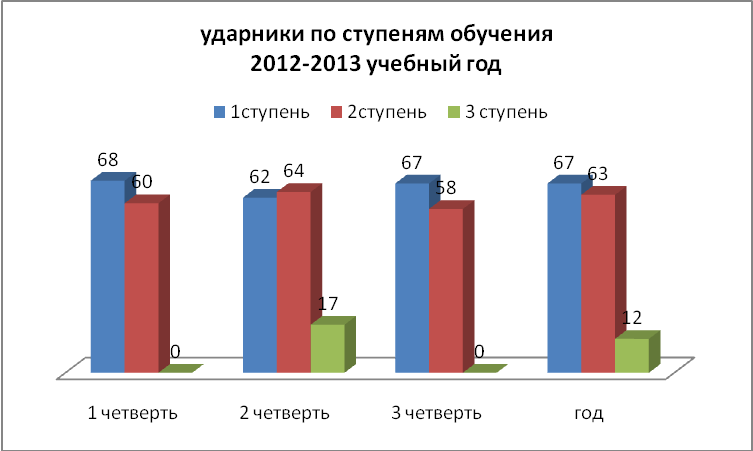 ударники по ступеням обучения
2012-2013 учебный год
1ступень 2ступень 3 ступень
68 60 0 62 64 17 67 58 0 67 63 12
1 четверть 2 четверть 3 четверть год